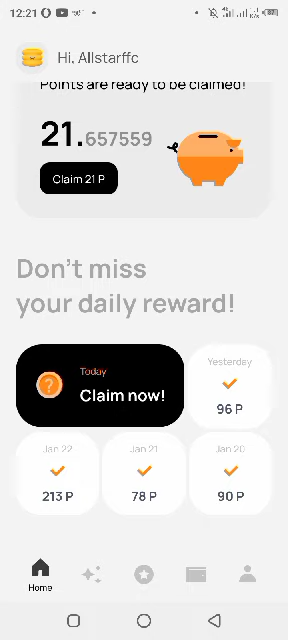 12:21
Hi, Allstarffc
Points are ready to be claimed!
21.657559
Claim 21 P
Don't miss
your daily reward!
Today
Claim now!
Yesterday
96 P
Jan 22
213 P
Jan 21
78 P
Jan 20
90 P
Home